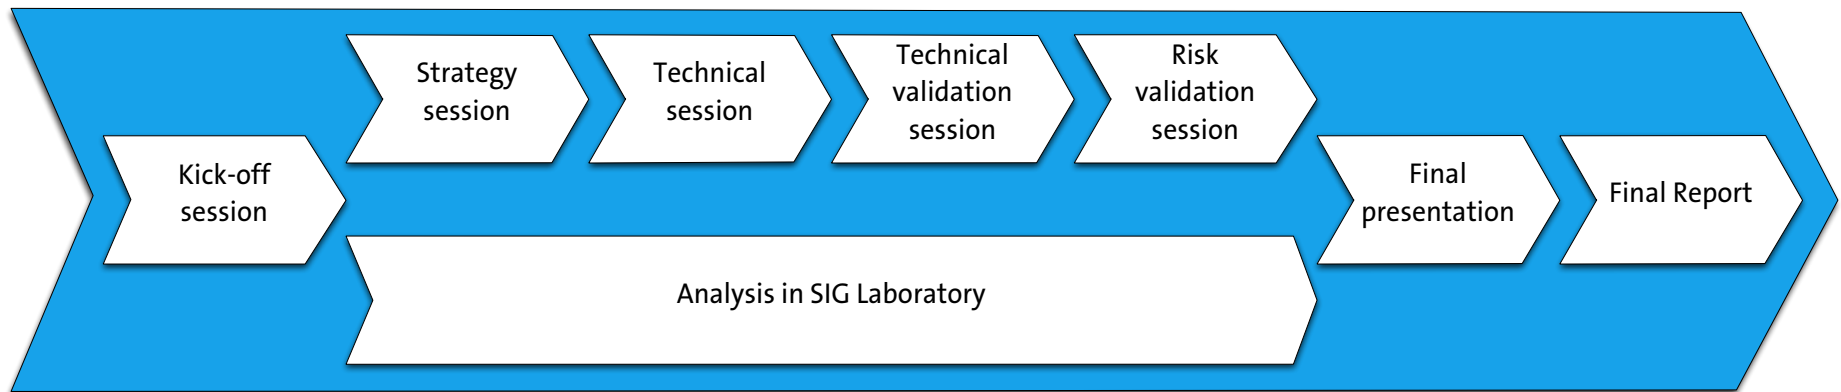 Kick-off
session
Strategy
session
Technical
session
Technical
validation
session
Risk
validation
session
Analysis in SIG Laboratory
Final
presentation
Final Report